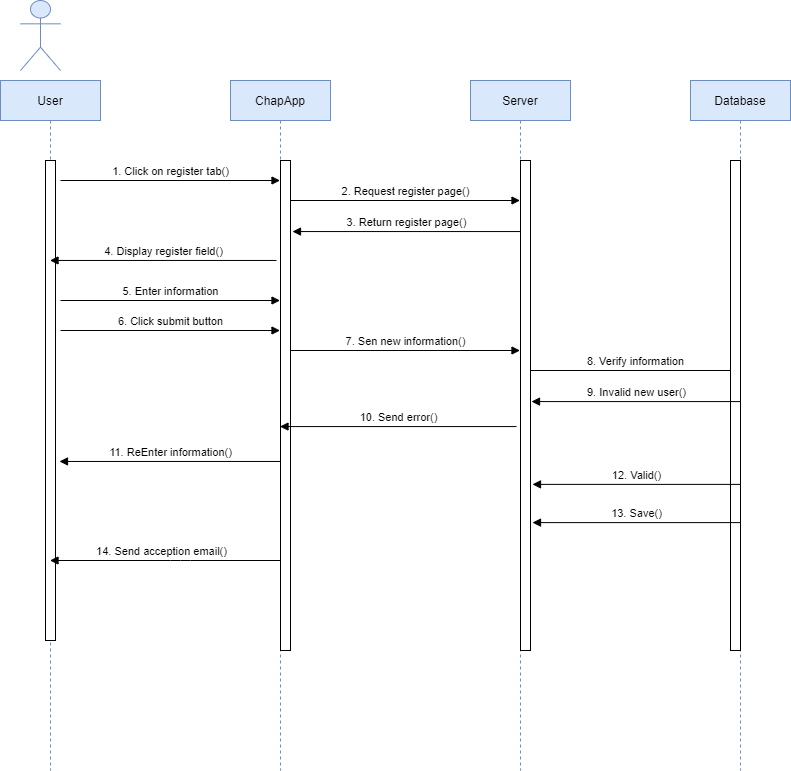 User
ChapApp
Server
Database
1. Click on register tab()
2. Request register page()
3. Return register page()
4. Display register field()
5. Enter information
6. Click submit button
7. Sen new information()
8. Verify information
9. Invalid new user()
10. Send error()
11. ReEnter information()
12. Valid()
13. Save()
14. Send acception email()